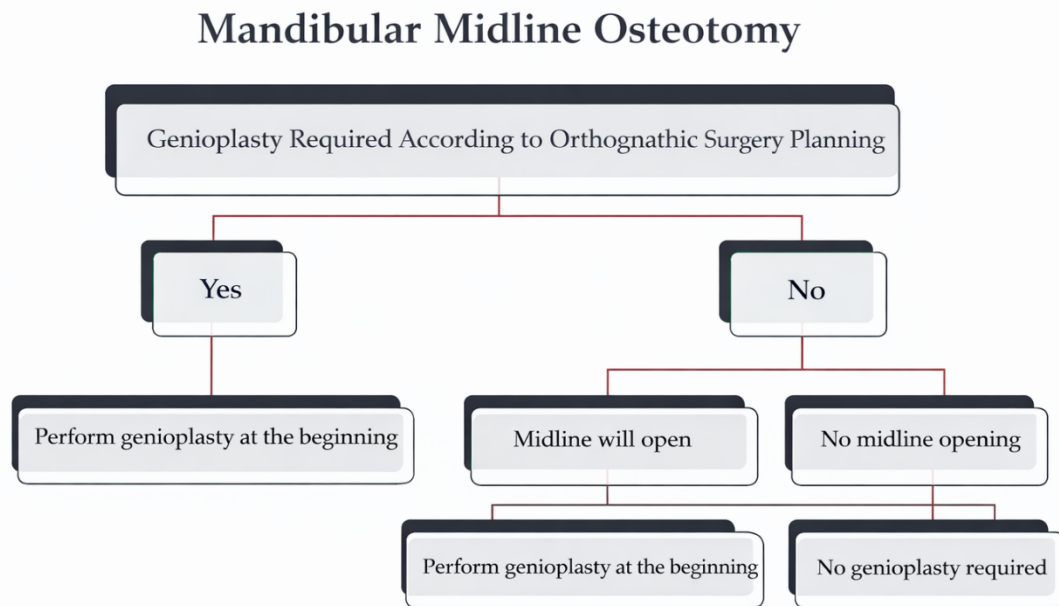 Mandibular Midline Osteotomy
Genioplasty Required According to Orthognathic Surgery Planning
Yes
No
Perform genioplasty at the beginning
Midline will open
No midline opening
Perform genioplasty at the beginning
No genioplasty required